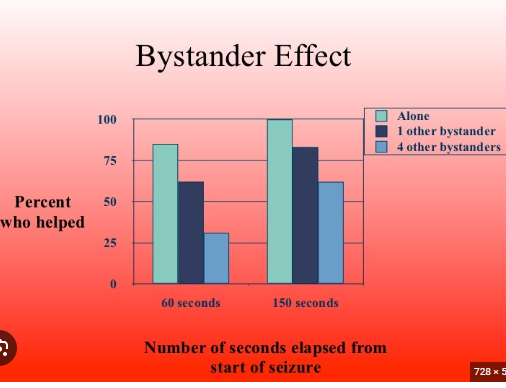 Bystander Effect
Alone
1 other bystander
4 other bystanders
100
75
50
25
0
Percent
who helped
60 seconds
150 seconds
Number of seconds elapsed from
start of seizure
728 × 5